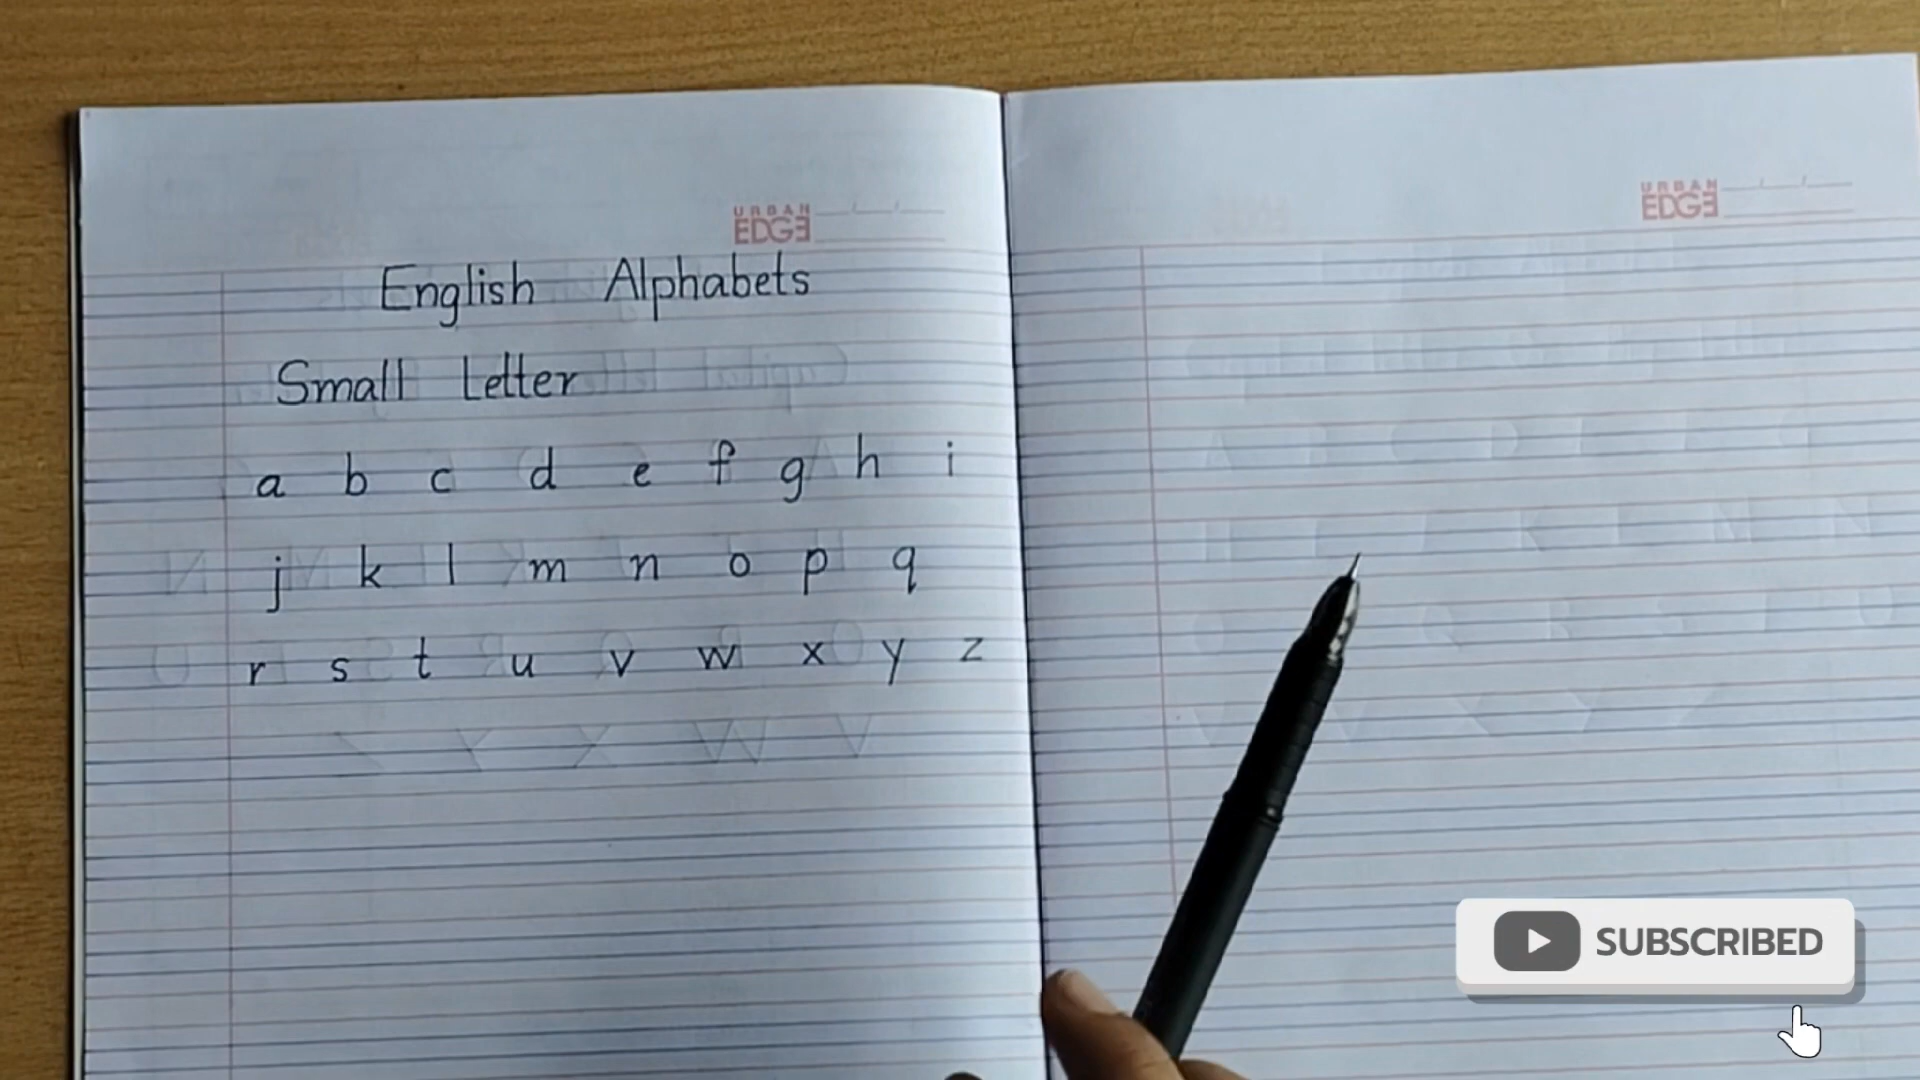 URBAN
EDGE
English Alphabets
Small Letter
a b c d e f g h i
j k l m n o p q
r s t u v w x y z
URBAN
EDGE
SUBSCRIBED